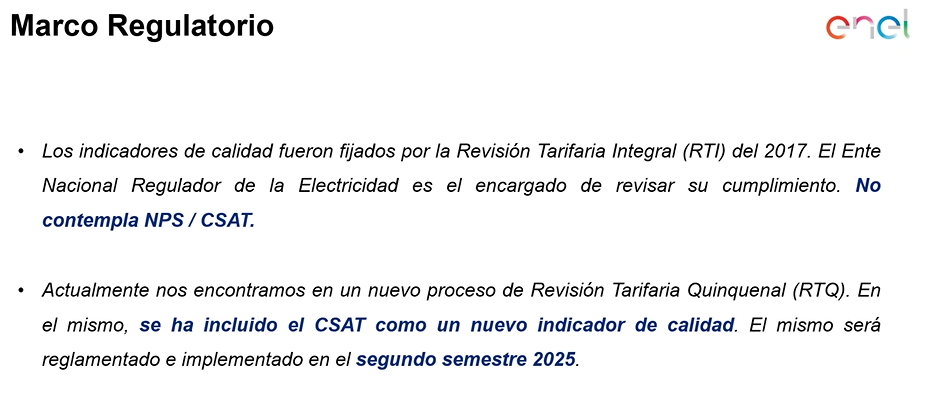 Marco Regulatorio
enel
• Los indicadores de calidad fueron fijados por la Revisión Tarifaria Integral (RTI) del 2017. El Ente
Nacional Regulador de la Electricidad es el encargado de revisar su cumplimiento. No
contempla NPS / CSAT.
• Actualmente nos encontramos en un nuevo proceso de Revisión Tarifaria Quinquenal (RTQ). En
el mismo, se ha incluido el CSAT como un nuevo indicador de calidad. El mismo será
reglamentado e implementado en el segundo semestre 2025.